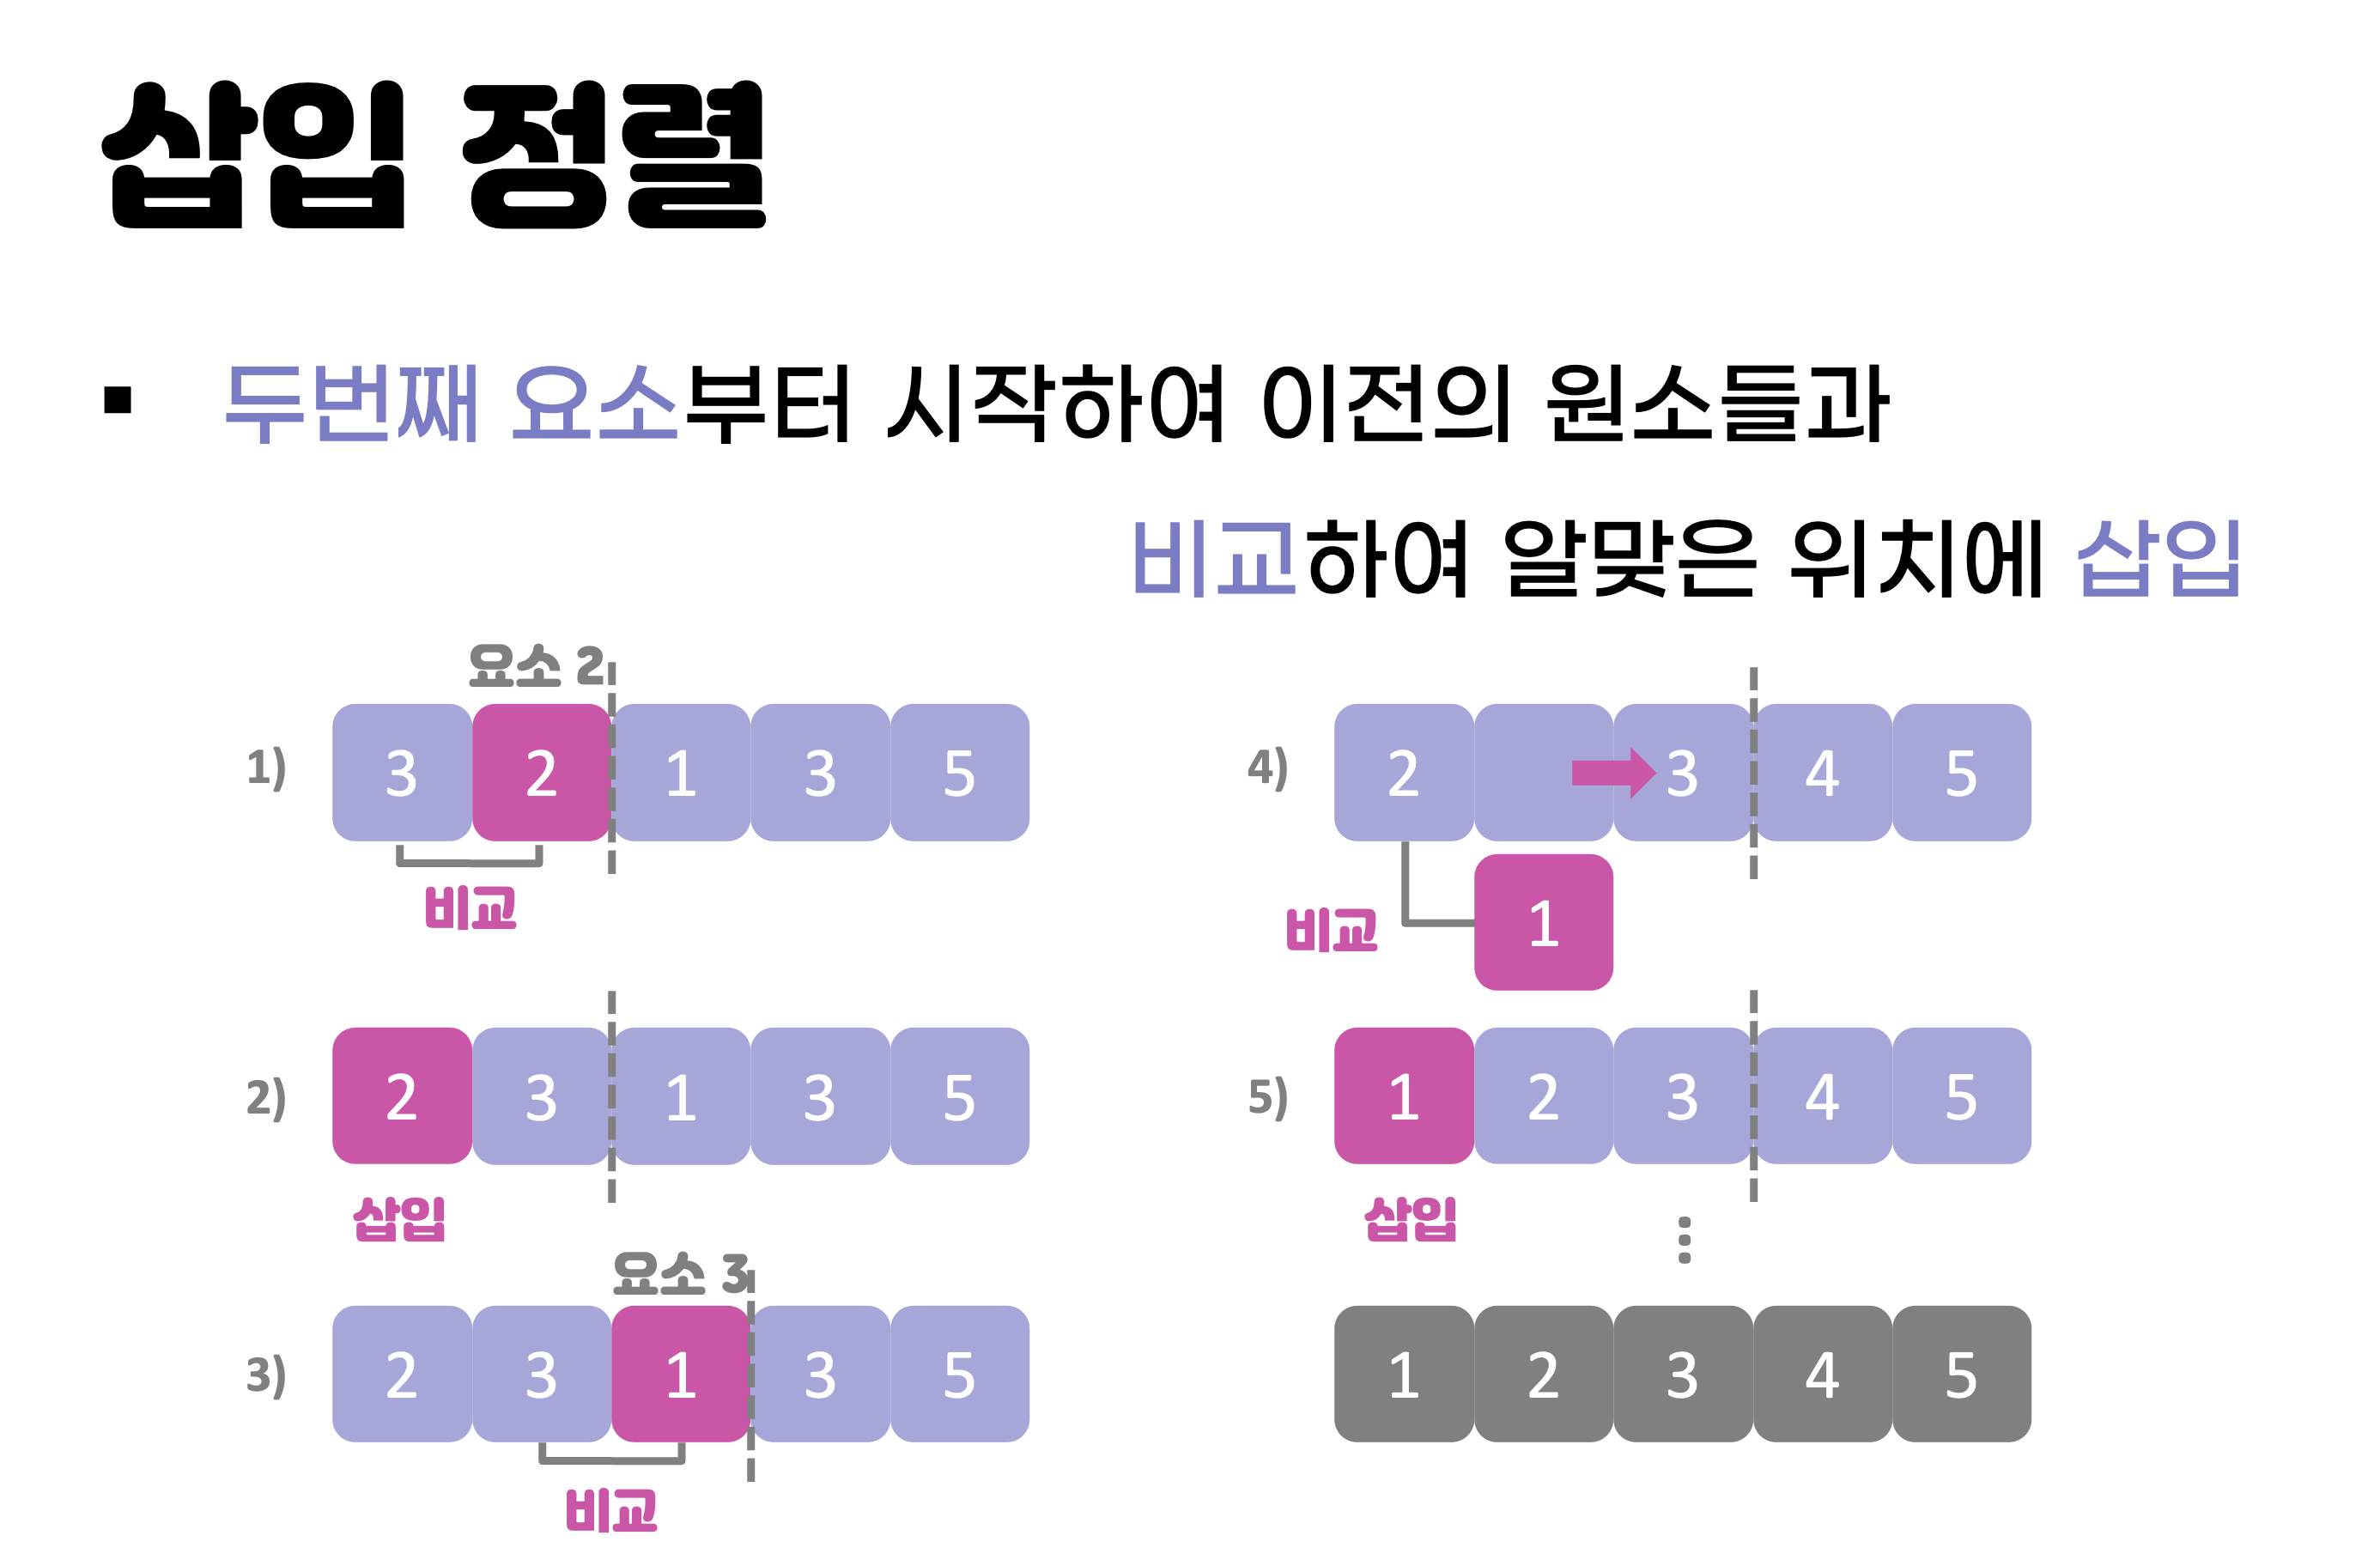 삽입 정렬
▪ 두번째 요소부터 시작하여 이전의 원소들과
비교하여 알맞은 위치에 삽입
요소 2
1) 3 2 1 3 5
비교
2) 2 3 1 3 5
삽입
요소 3
3) 2 3 1 3 5
비교
4) 2 3 4 5
비교 1
5) 1 2 3 4 5
삽입
1 2 3 4 5